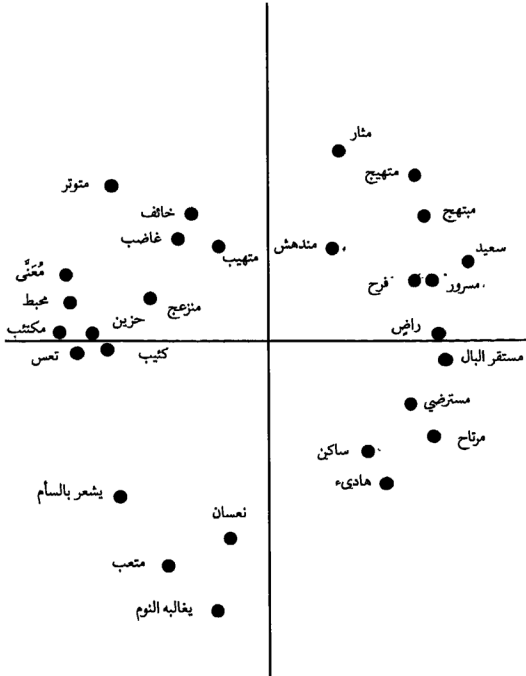 مثار
متهيج
متوتر
خائف
مبتهج
غاضب
متهيب
مندهش
سعيد
مُعَنًّى
محبط
منزعج
فرح
مسرور
مكتئب
حزين
راضٍ
تعس
كئيب
مستقر البال
مسترضي
مرتاح
ساكن
هادىء
يشعر بالسأم
نعسان
متعب
يغالبه النوم